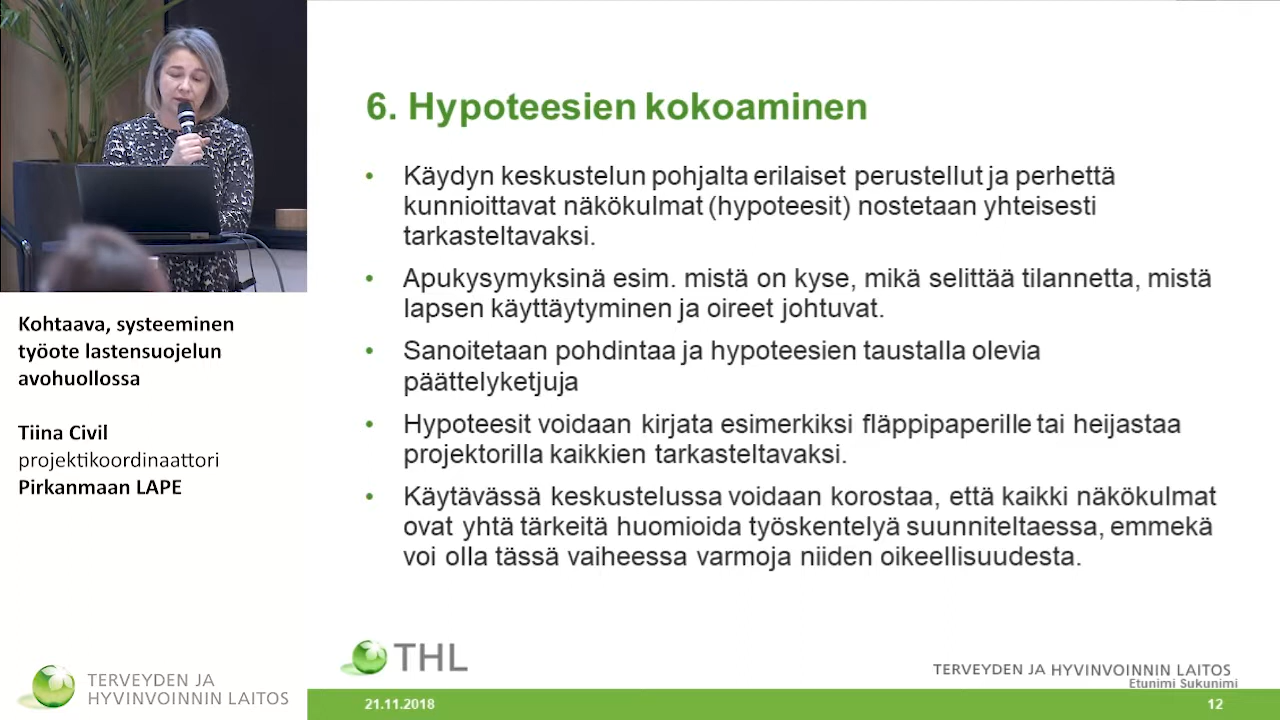 6. Hypoteesien kokoaminen
• Käydyn keskustelun pohjalta erilaiset perustellut ja perhettä
kunnioittavat näkökulmat (hypoteesit) nostetaan yhteisesti
tarkasteltavaksi.
• Apukysymyksinä esim. mistä on kyse, mikä selittää tilannetta, mistä
lapsen käyttäytyminen ja oireet johtuvat.
• Sanoitetaan pohdintaa ja hypoteesien taustalla olevia
päättelyketjuja
• Hypoteesit voidaan kirjata esimerkiksi fläppipaperille tai heijastaa
projektorilla kaikkien tarkasteltavaksi.
• Käytävässä keskustelussa voidaan korostaa, että kaikki näkökulmat
ovat yhtä tärkeitä huomioida työskentelyä suunniteltaessa, emmekä
voi olla tässä vaiheessa varmoja niiden oikeellisuudesta.
Kohtaava, systeeminen
työote lastensuojelun
avohuollossa
Tiina Civil
projektikoordinaattori
Pirkanmaan LAPE
TERVEYDEN JA
HYVINVOINNIN LAITOS
THL
TERVEYDEN JA HYVINVOINNIN LAITOS
Etunimi Sukunimi
21.11.2018
12